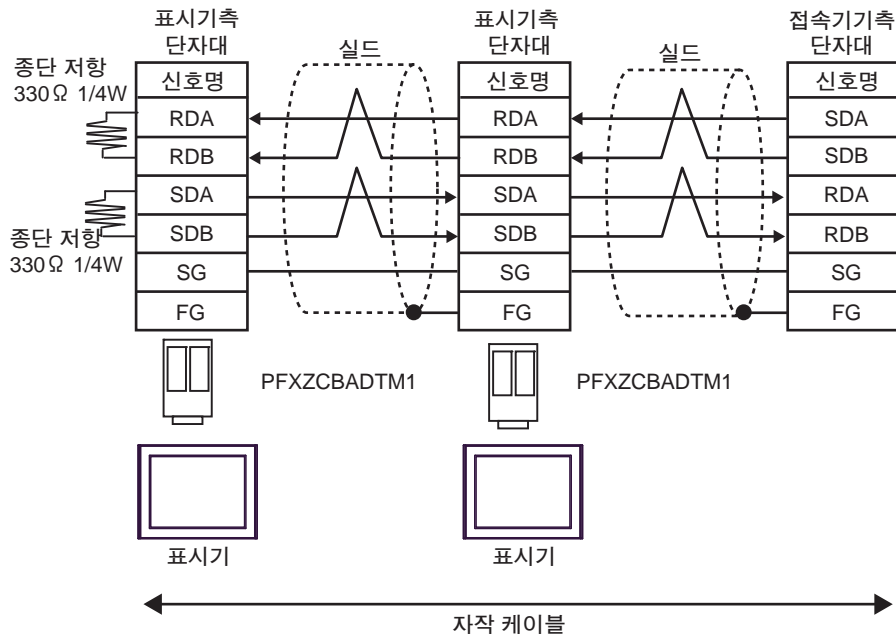 표시기측
단자대
실드
표시기측
단자대
실드
접속기기측
단자대
종단 저항
330Ω 1/4W
종단 저항
330Ω 1/4W
신호명
RDA
RDB
SDA
SDB
SG
FG
신호명
RDA
RDB
SDA
SDB
SG
FG
신호명
SDA
SDB
RDA
RDB
SG
FG
PFXZCBADTM1
PFXZCBADTM1
표시기
표시기
자작 케이블